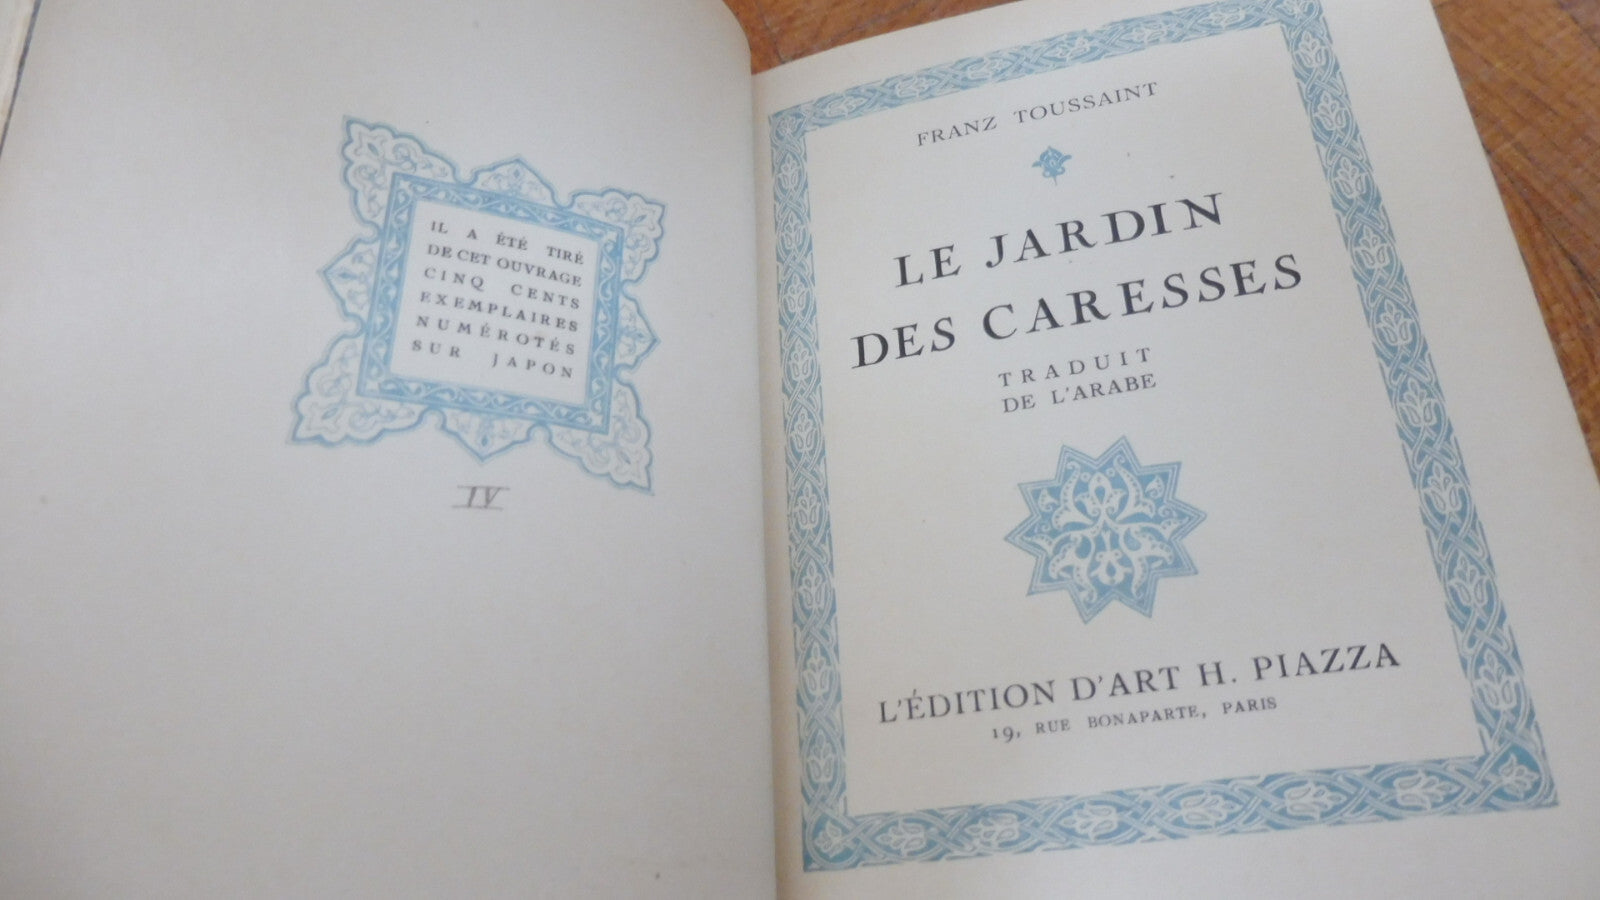 IL A ÉTÉ TIRÉ
DE CET OUVRAGE
CINQ CENTS
EXEMPLAIRES
NUMÉROTÉS
SUR JAPON
IV
FRANZ TOUSSAINT
LE JARDIN
DES CARESSES
TRADUIT
DE L'ARABE
L'ÉDITION D'ART H. PIAZZA
19, RUE BONAPARTE, PARIS